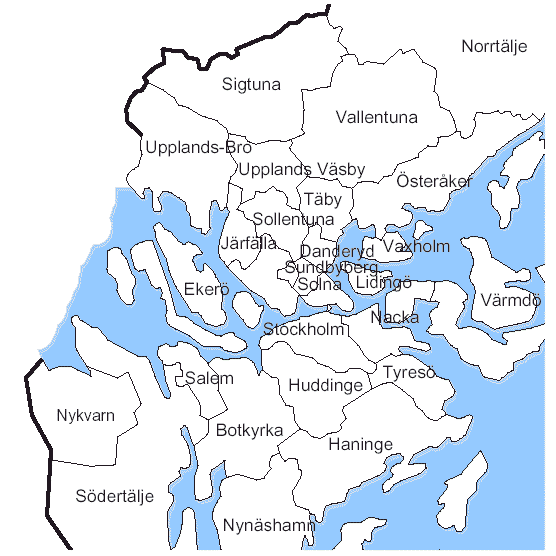 Norrtälje
Sigtuna
Vallentuna
Upplands-Bro
Upplands Väsby
Österåker
Täby
Sollentuna
Järfälla
Danderyd
Vaxholm
Sundbyberg
Ekerö
Solna
Lidingö
Värmdö
Nacka
Stockholm
Salem
Huddinge
Tyresö
Nykvarn
Botkyrka
Haninge
Södertälje
Nynäshamn